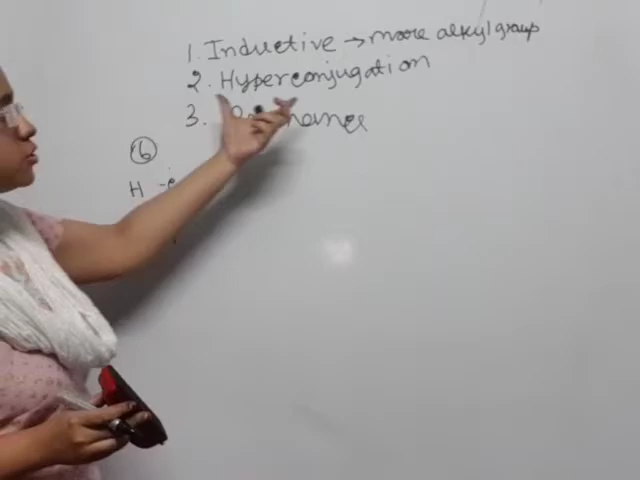 1. Inductive → more alkyl group
2. Hyperconjugation
3.
6
H